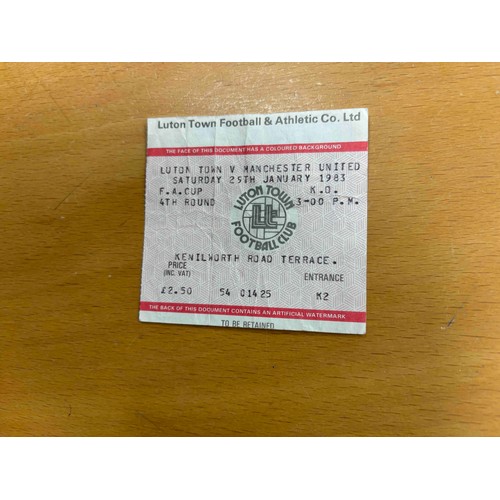 Luton Town Football & Athletic Co. Ltd
THE FACE OF THIS DOCUMENT HAS A COLOURED BACKGROUND
LUTON TOWN V MANCHESTER UNITED
SATURDAY 29TH JANUARY 1983
F.A.CUP K.O.
4TH ROUND 3-00 P.M.
LUTON TOWN
FOOTBALL CLUB
KENILWORTH ROAD TERRACE.
PRICE ENTRANCE
(INC. VAT)
£2.50 54 01425 K2
THE BACK OF THIS DOCUMENT CONTAINS AN ARTIFICIAL WATERMARK
TO BE RETAINED